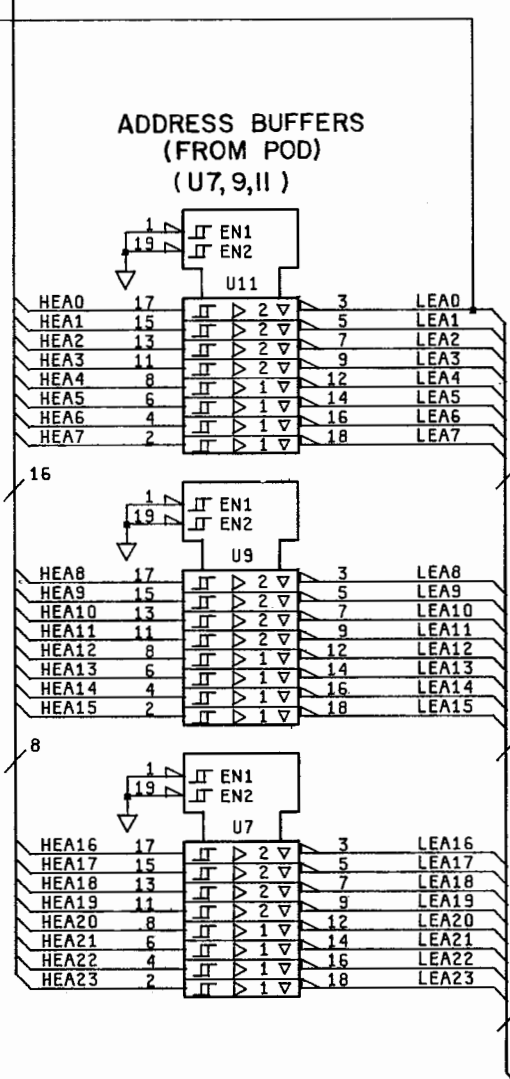 ADDRESS BUFFERS
(FROM POD)
(U7,9,11)
1 EN1
19 EN2
U11
HEA0 17 2 3 LEA0
HEA1 15 2 5 LEA1
HEA2 13 2 7 LEA2
HEA3 11 2 9 LEA3
HEA4 8 1 12 LEA4
HEA5 6 1 14 LEA5
HEA6 4 1 16 LEA6
HEA7 2 1 18 LEA7
16
1 EN1
19 EN2
U9
HEA8 17 2 3 LEA8
HEA9 15 2 5 LEA9
HEA10 13 2 7 LEA10
HEA11 11 2 9 LEA11
HEA12 8 1 12 LEA12
HEA13 6 1 14 LEA13
HEA14 4 1 16 LEA14
HEA15 2 1 18 LEA15
8
1 EN1
19 EN2
U7
HEA16 17 2 3 LEA16
HEA17 15 2 5 LEA17
HEA18 13 2 7 LEA18
HEA19 11 2 9 LEA19
HEA20 8 1 12 LEA20
HEA21 6 1 14 LEA21
HEA22 4 1 16 LEA22
HEA23 2 1 18 LEA23